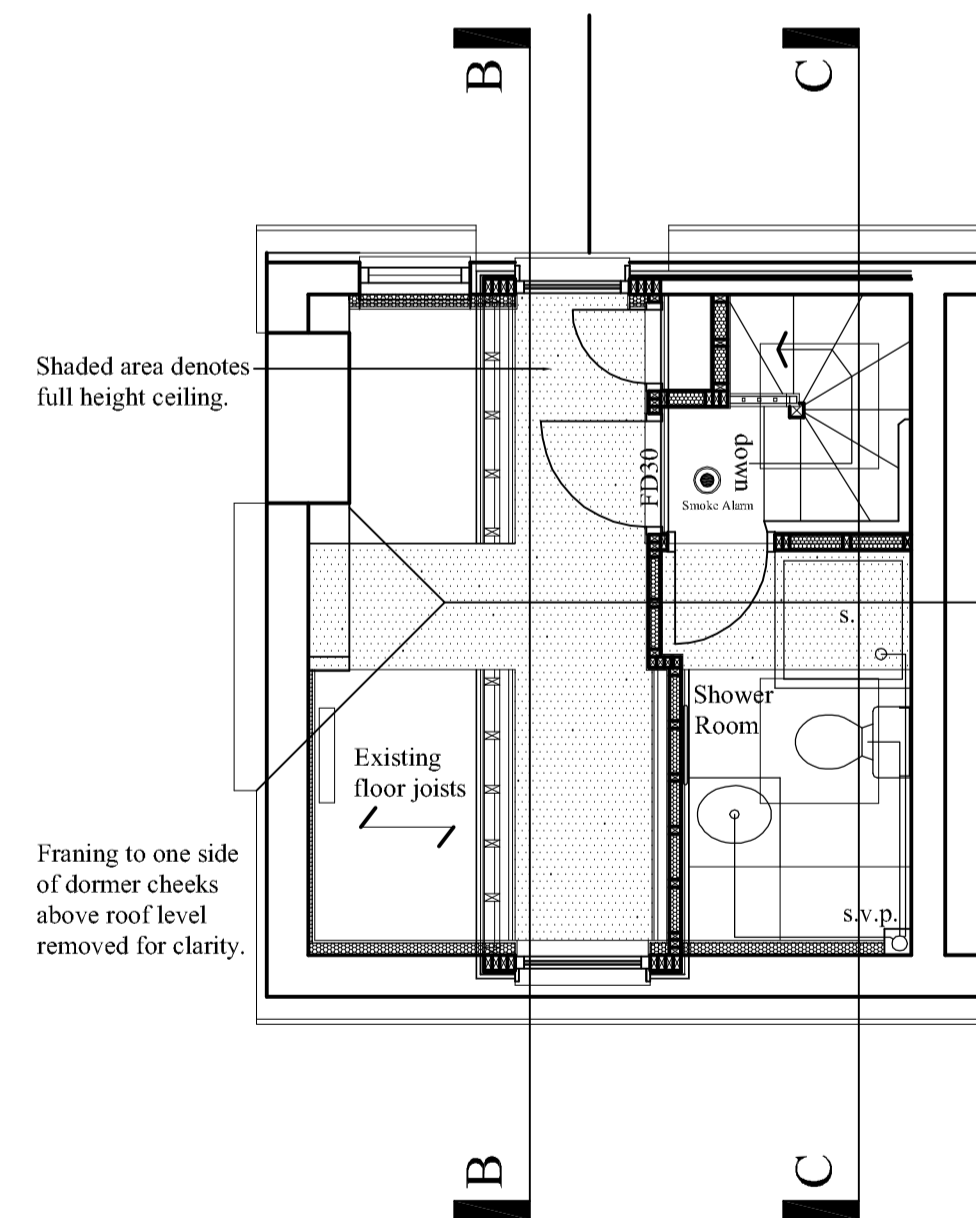 B
C
Shaded area denotes
full height ceiling.
FD30
down
Smoke Alarm
s.
Shower
Room
Existing
floor joists
Franing to one side
of dormer cheeks
above roof level
removed for clarity.
s.v.p.
B
C